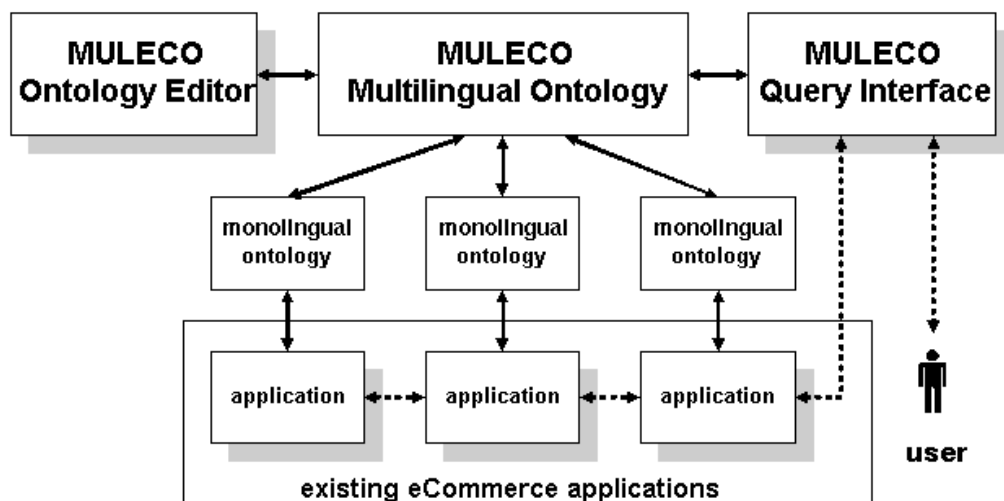 MULECO
Ontology Editor
MULECO
Multilingual Ontology
MULECO
Query Interface
monolingual
ontology
monolingual
ontology
monolingual
ontology
application
application
application
user
existing eCommerce applications